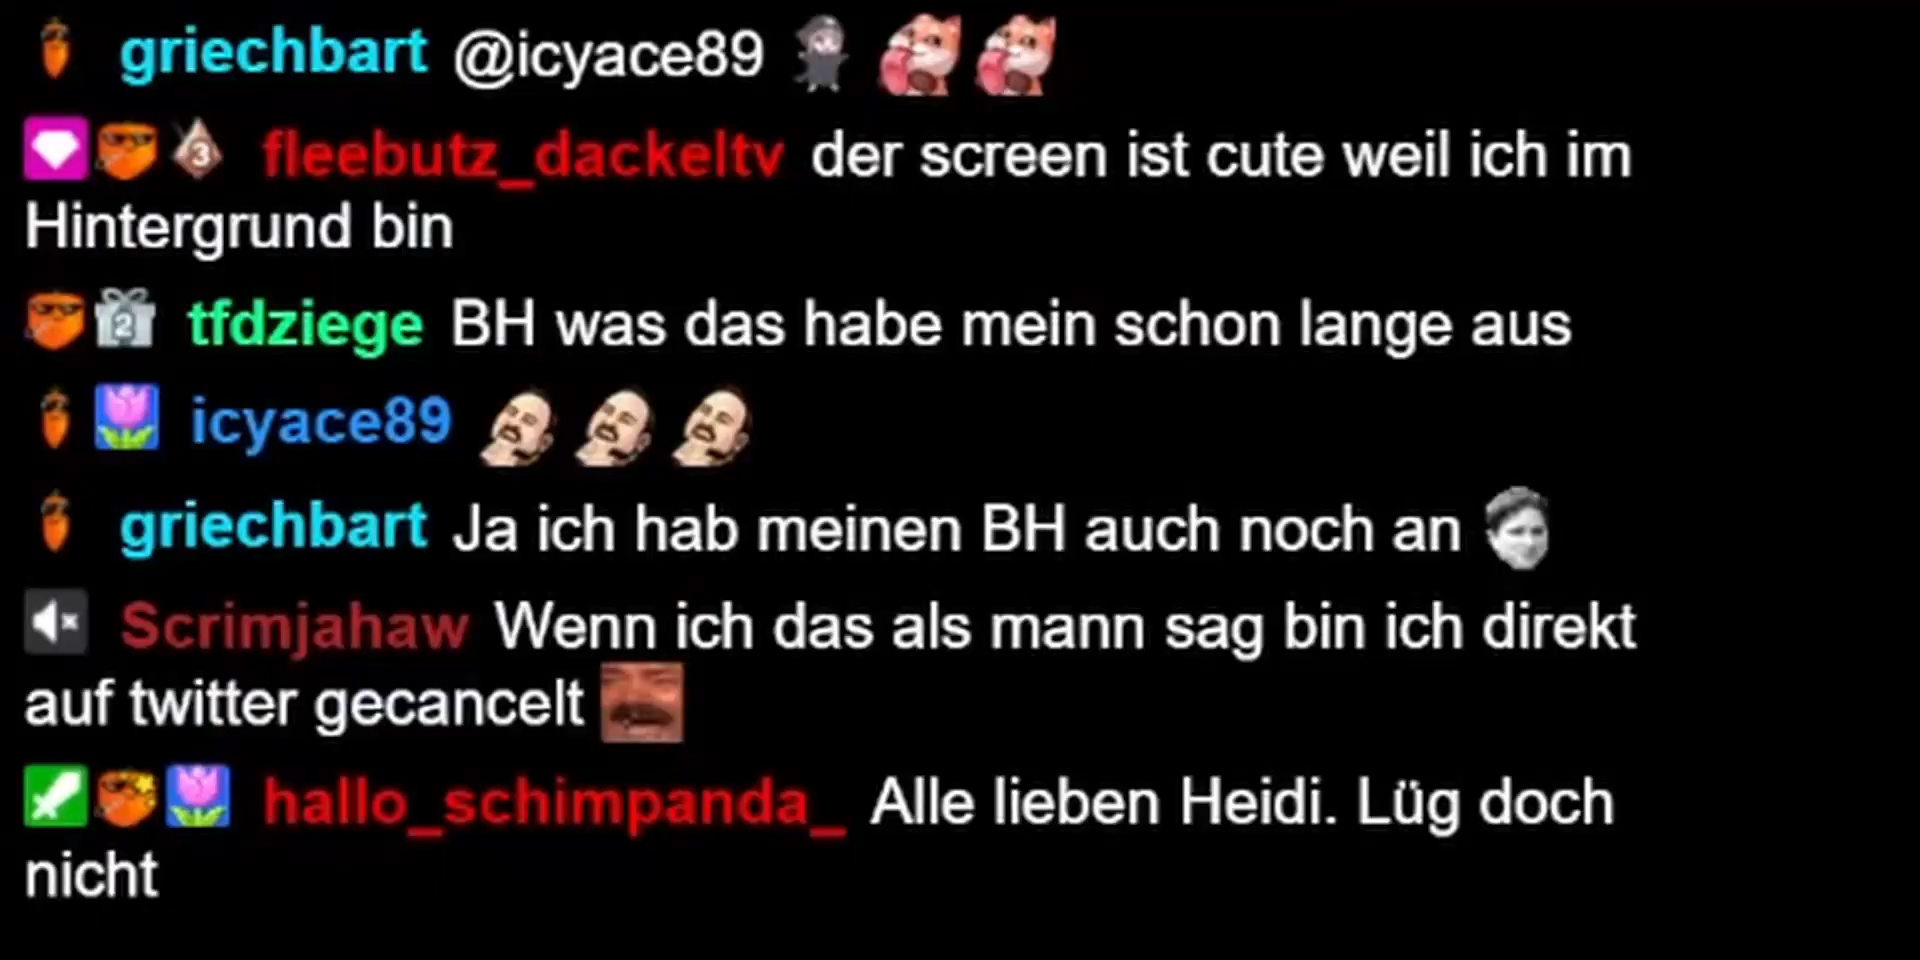 griechbart @icyace89
3 fleebutz_dackeltv der screen ist cute weil ich im
Hintergrund bin
2 tfdziege BH was das habe mein schon lange aus
icyace89
griechbart Ja ich hab meinen BH auch noch an
Scrimjahaw Wenn ich das als mann sag bin ich direkt
auf twitter gecancelt
hallo_schimpanda_ Alle lieben Heidi. Lüg doch
nicht